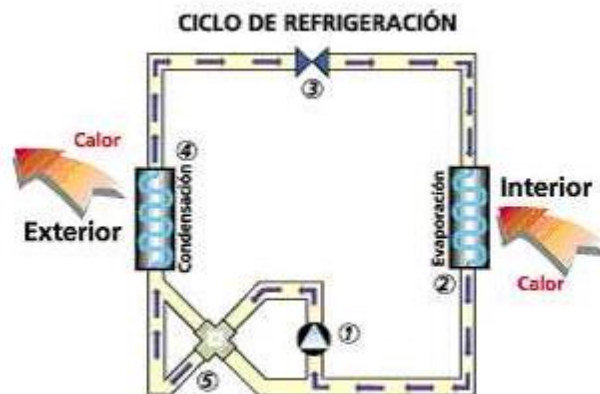 CICLO DE REFRIGERACIÓN
③
Calor
④
Exterior
Condensación
Evaporación
Interior
Calor
②
①
⑤